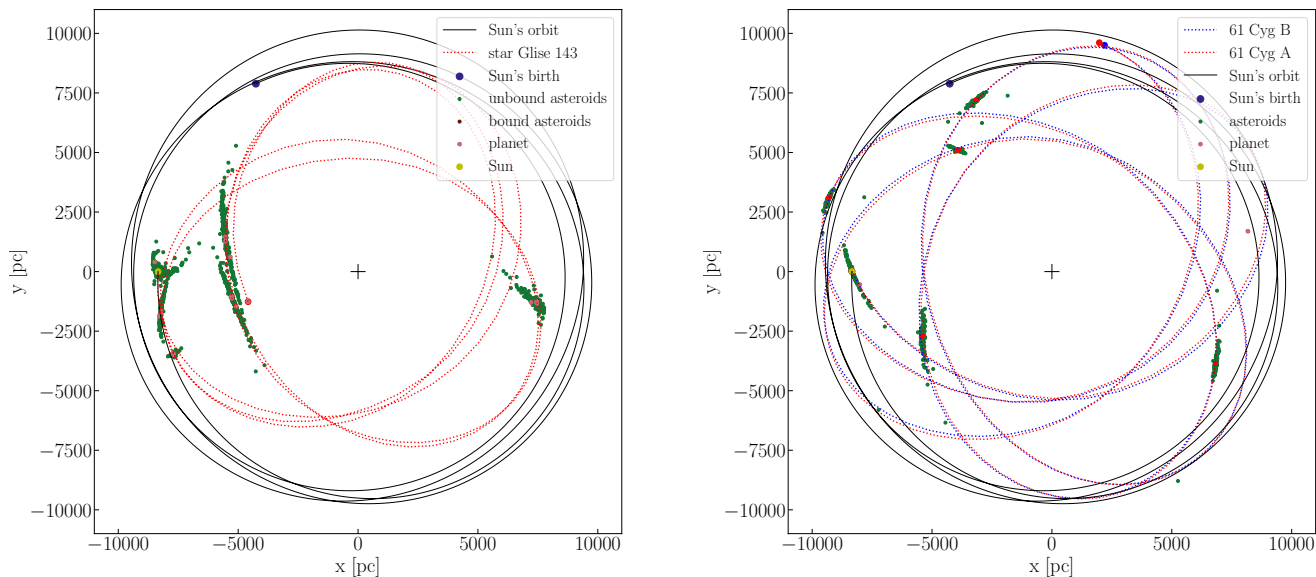 10000
7500
5000
2500
0
−2500
−5000
−7500
−10000
y [pc]
−10000
−5000
0
5000
10000
x [pc]
Sun's orbit
star Glise 143
Sun's birth
unbound asteroids
bound asteroids
planet
Sun
10000
7500
5000
2500
0
−2500
−5000
−7500
−10000
y [pc]
−10000
−5000
0
5000
10000
x [pc]
61 Cyg B
61 Cyg A
Sun's orbit
Sun's birth
asteroids
planet
Sun